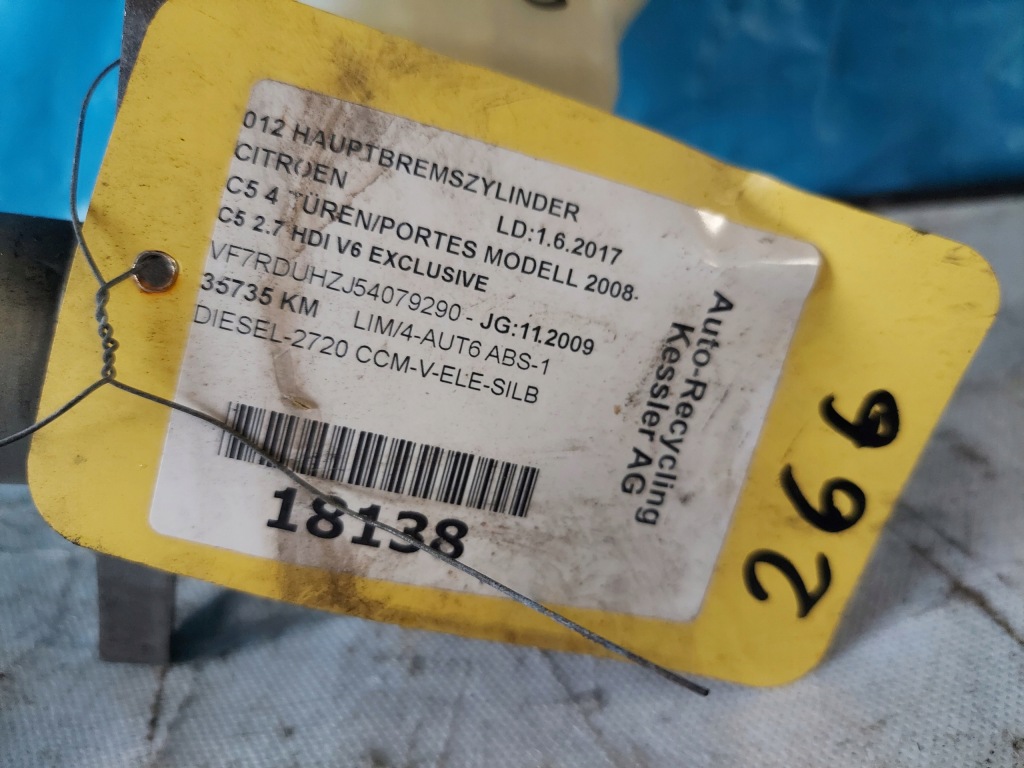 012 HAUPTBREMSZYLINDER
CITROEN LD:1.6.2017
C5 4 TÜREN/PORTES MODELL 2008-
C5 2.7 HDI V6 EXCLUSIVE
VF7RDUHZJ54079290 - JG:11.2009
35735 KM LIM/4-AUT6 ABS-1
DIESEL-2720 CCM-V-ELE-SILB
18138
Auto-Recycling
Kessler AG
266